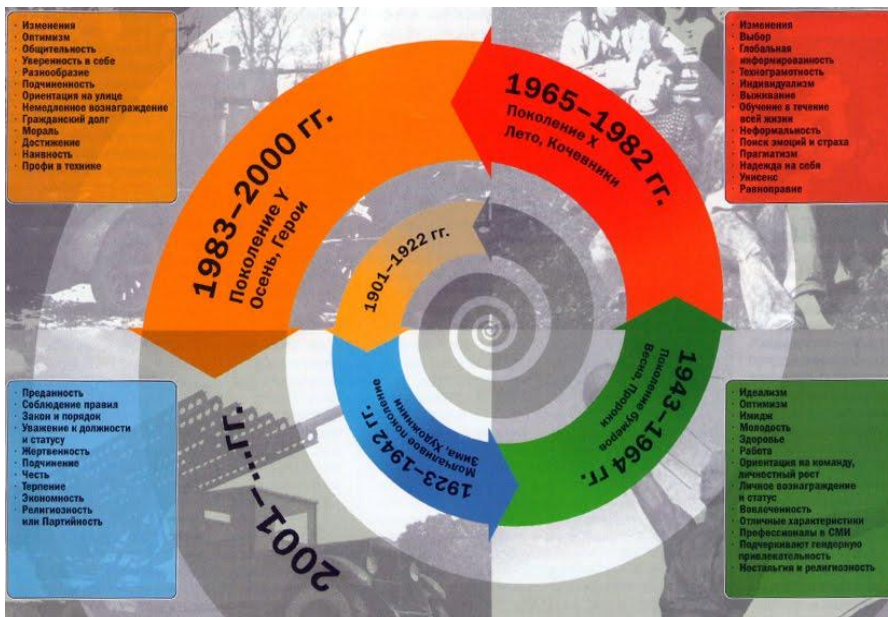 · Изменения
· Оптимизм
· Общительность
· Уверенность в себе
· Разнообразие
· Подчиненность
· Ориентация на улице
· Немедленное вознаграждение
· Гражданский долг
· Мораль
· Достижение
· Наивность
· Профи в технике
· Изменения
· Выбор
· Глобальная
информированность
· Техногpамотность
· Индивидуализм
· Выживание
· Обучение в течение
всей жизни
· Неформальность
· Поиск эмоций и страха
· Прагматизм
· Надежда на себя
· Унисекс
· Равноправие
1965–1982 гг.
Поколение X
Лето, Кочевники
1983–2000 гг.
Поколение Y
Осень, Герои
1901–1922 гг.
1923–1942 гг.
Молчаливое поколение
Зима, Художники
1943–1964 гг.
Поколение бумеров
Весна, Пророки
2001–...гг.
· Преданность
· Соблюдение правил
· Закон и порядок
· Уважение к должности
и статусу
· Жертвенность
· Подчинение
· Честь
· Терпение
· Экономность
· Религиозность
или Партийность
· Идеализм
· Оптимизм
· Имидж
· Молодость
· Здоровье
· Работа
· Ориентация на команду,
личностный рост
· Личное вознаграждение
и статус
· Вовлеченность
· Отличные характеристики
· Профессионалы в СМИ
· Подчеркивают гендерную
привлекательность
· Ностальгия и религиозность